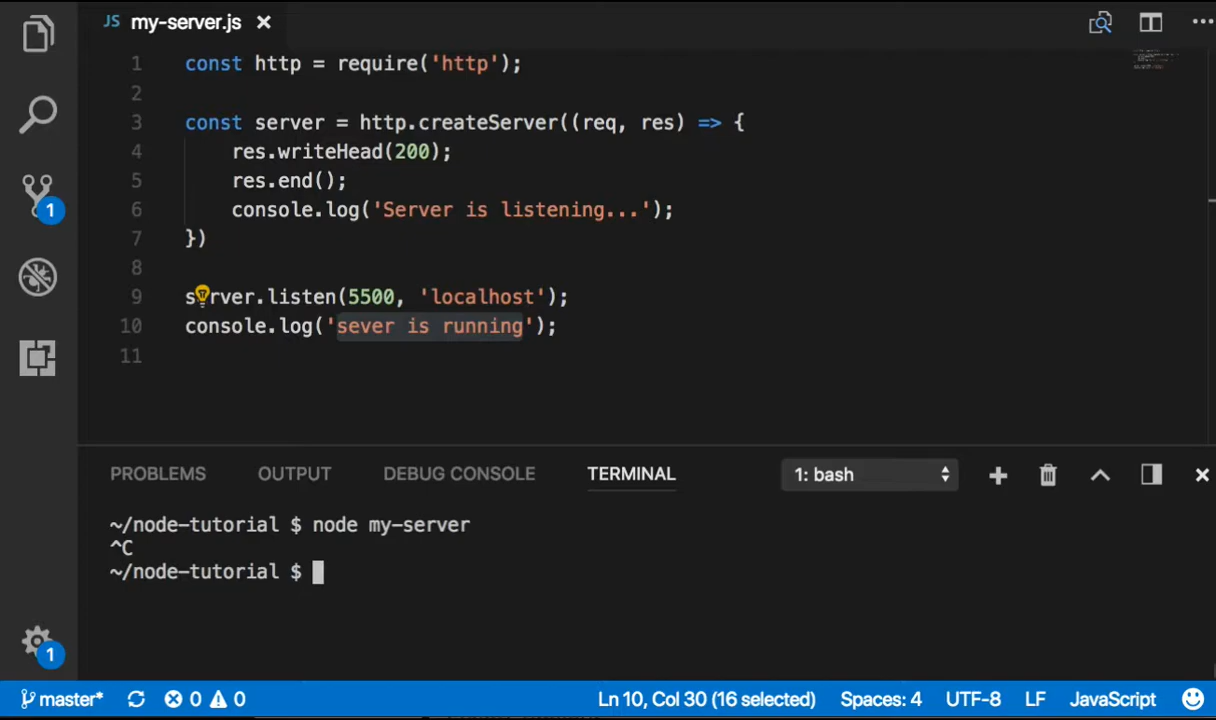 JS my-server.js
1 const http = require('http');
2
3 const server = http.createServer((req, res) => {
4 res.writeHead(200);
5 res.end();
6 console.log('Server is listening...');
7 })
8
9 server.listen(5500, 'localhost');
10 console.log('sever is running');
11
1
PROBLEMS OUTPUT DEBUG CONSOLE TERMINAL 1: bash
~/node-tutorial $ node my-server
^C
~/node-tutorial $
1
master* 0 0 Ln 10, Col 30 (16 selected) Spaces: 4 UTF-8 LF JavaScript